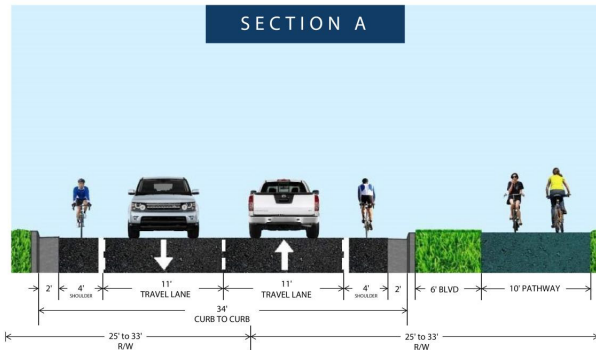 SECTION A
2' 4' SHOULDER 11' TRAVEL LANE 11' TRAVEL LANE 4' SHOULDER 2' 6' BLVD 10' PATHWAY
34'
CURB TO CURB
25' to 33' 25' to 33'
R/W R/W